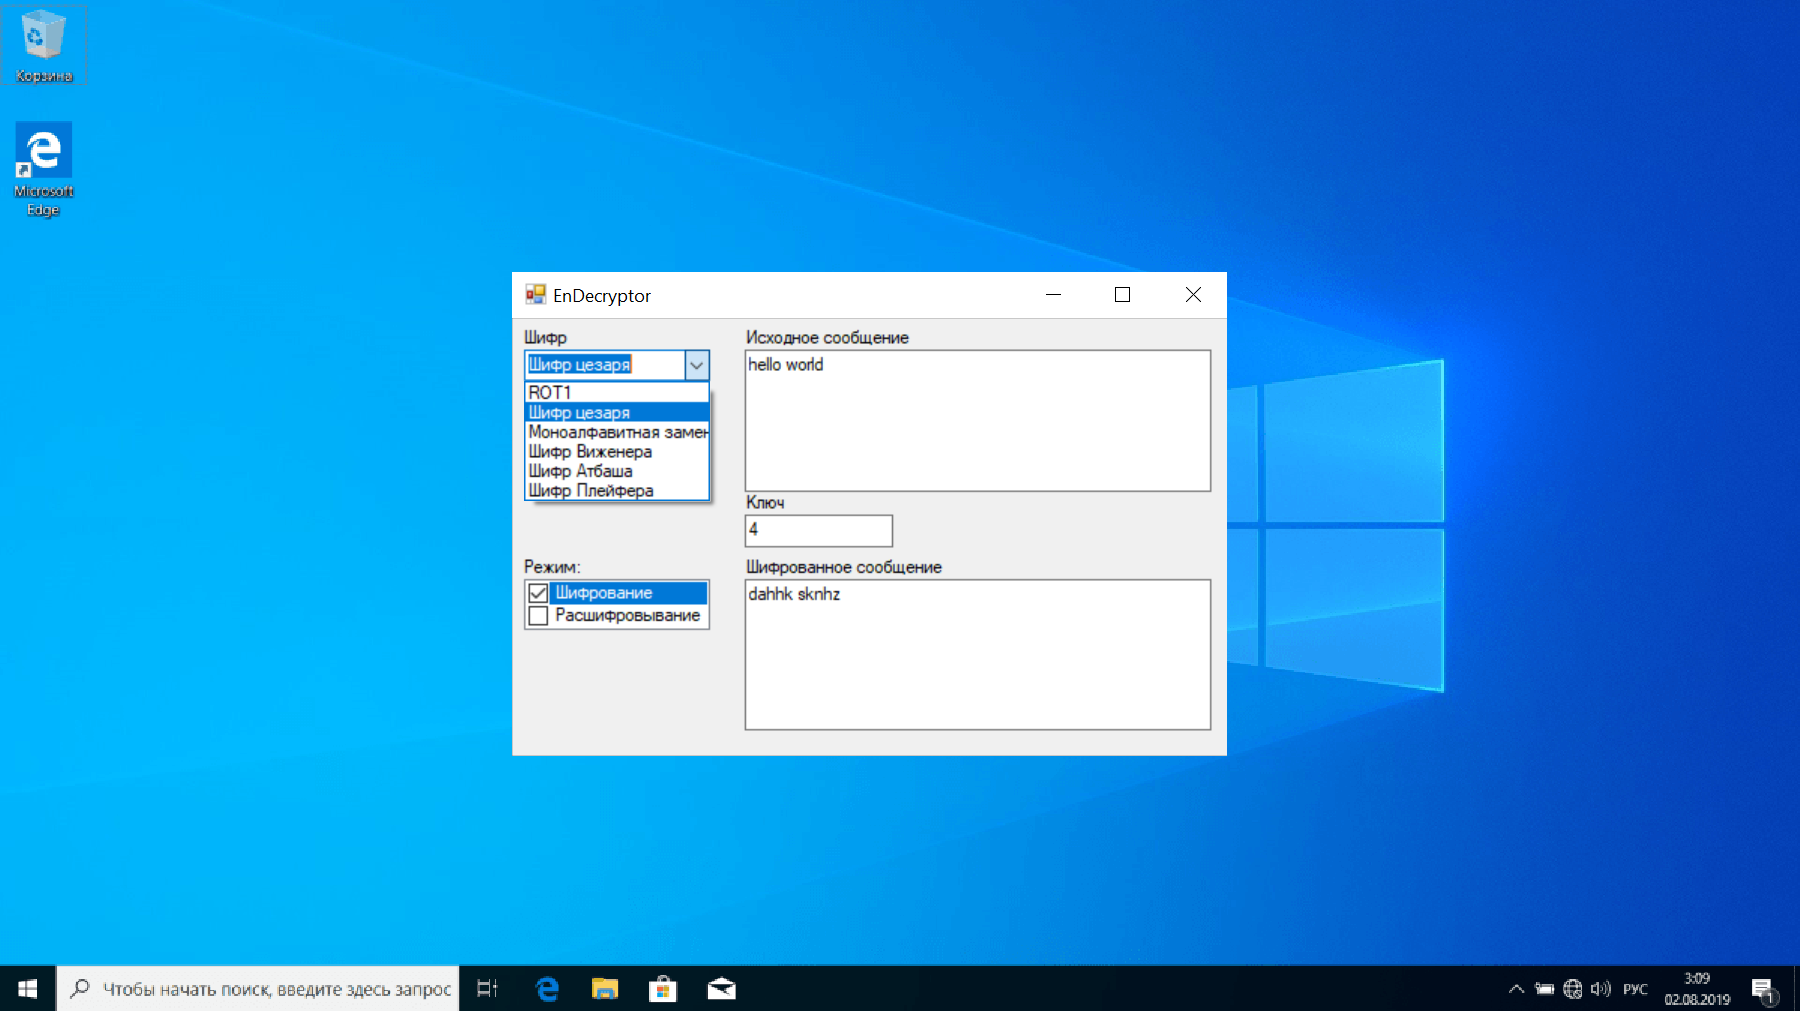 Корзина
Microsoft
Edge
EnDecryptor
Шифр
Шифр цезаря
ROT1
Шифр цезаря
Моноалфавитная замен
Шифр Виженера
Шифр Атбаша
Шифр Плейфера
Режим:
Шифрование
Расшифровывание
Исходное сообщение
hello world
Ключ
4
Шифрованное сообщение
dahhk sknhz
Чтобы начать поиск, введите здесь запрос
РУС
3:09
02.08.2019
1